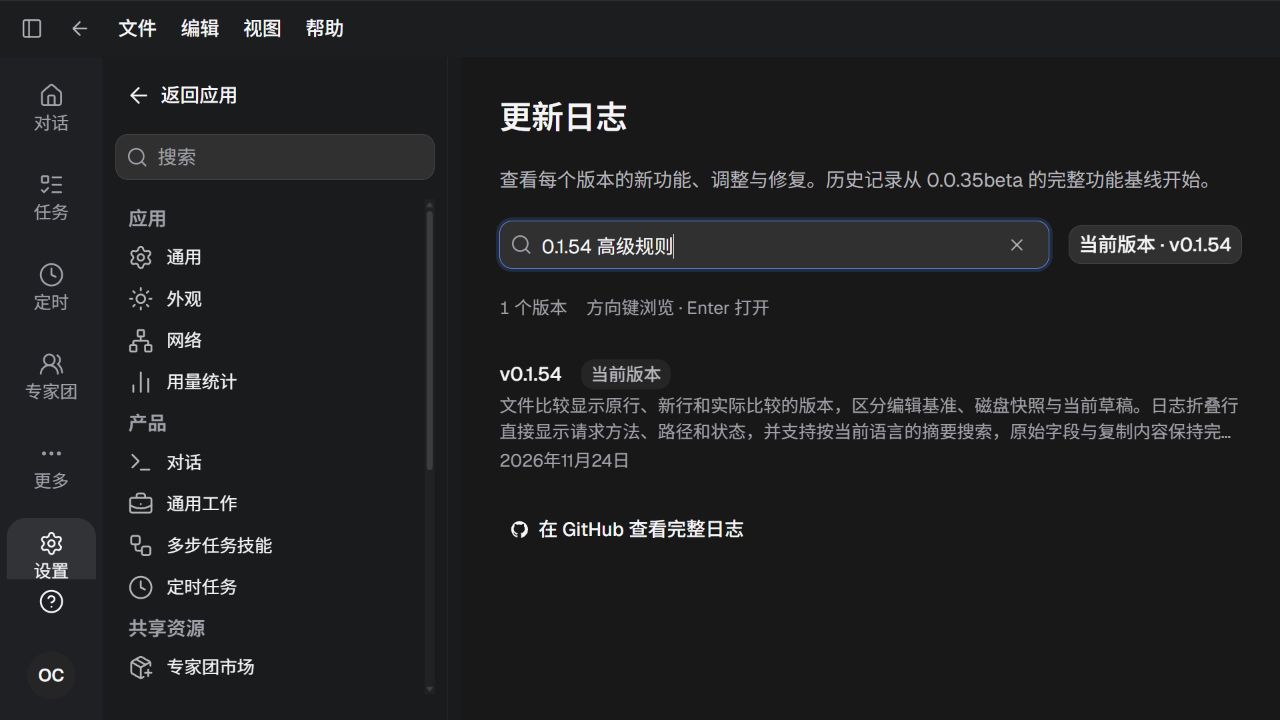 文件 编辑 视图 帮助
对话
任务
定时
专家团
更多
设置
OC
返回应用
搜索
应用
通用
外观
网络
用量统计
产品
对话
通用工作
多步任务技能
定时任务
共享资源
专家团市场
更新日志
查看每个版本的新功能、调整与修复。历史记录从 0.0.35beta 的完整功能基线开始。
0.1.54 高级规则
当前版本 · v0.1.54
1 个版本 方向键浏览 · Enter 打开
v0.1.54 当前版本
文件比较显示原行、新行和实际比较的版本，区分编辑基准、磁盘快照与当前草稿。日志折叠行
直接显示请求方法、路径和状态，并支持按当前语言的摘要搜索，原始字段与复制内容保持完...
2026年11月24日
在 GitHub 查看完整日志